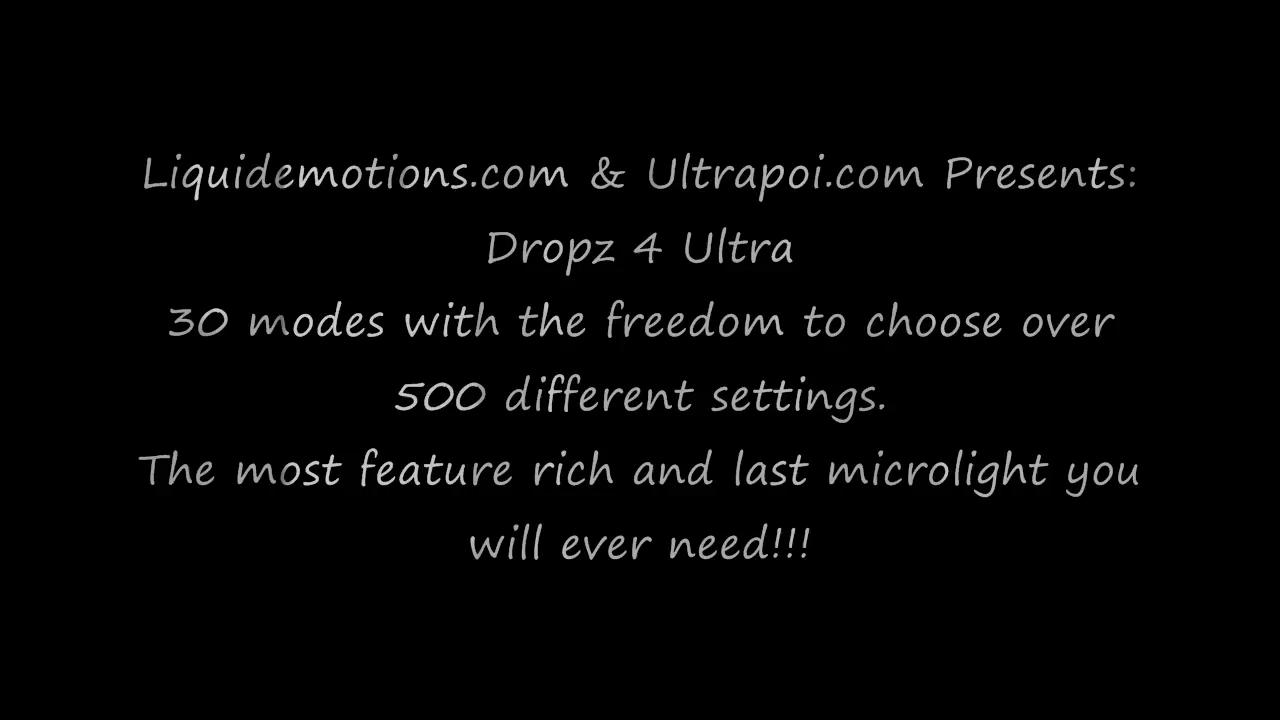 Liquidemotions.com & Ultrapoi.com Presents:
Dropz 4 Ultra
30 modes with the freedom to choose over
500 different settings.
The most feature rich and last microlight you
will ever need!!!